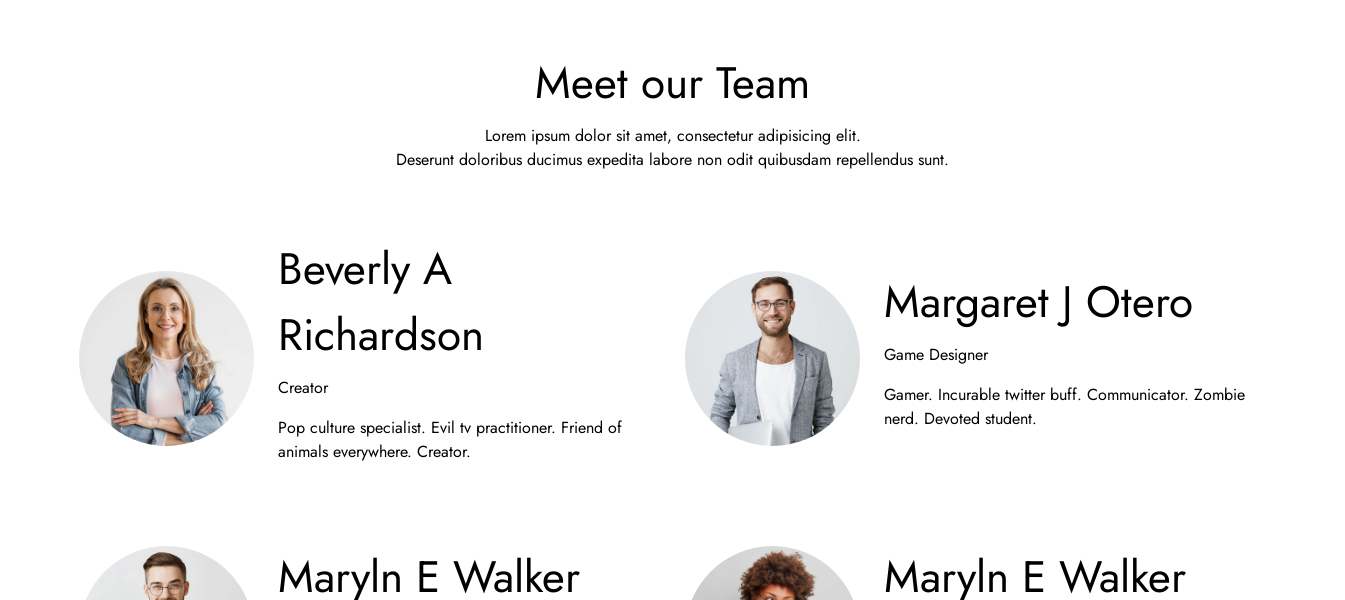 Meet our Team
Lorem ipsum dolor sit amet, consectetur adipisicing elit.
Deserunt doloribus ducimus expedita labore non odit quibusdam repellendus sunt.
Beverly A
Richardson
Creator
Pop culture specialist. Evil tv practitioner. Friend of
animals everywhere. Creator.
Margaret J Otero
Game Designer
Gamer. Incurable twitter buff. Communicator. Zombie
nerd. Devoted student.
Maryln E Walker
Maryln E Walker